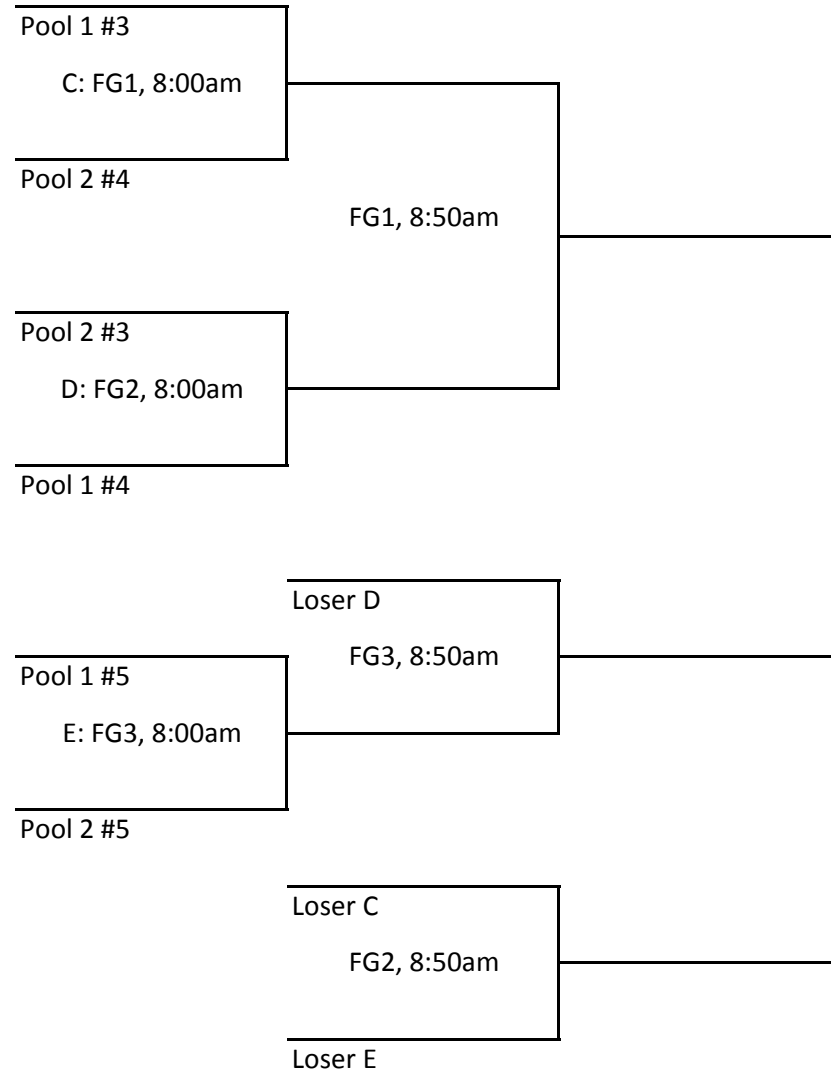 Pool 1 #3
C: FG1, 8:00am
Pool 2 #4
FG1, 8:50am
Pool 2 #3
D: FG2, 8:00am
Pool 1 #4
Loser D
FG3, 8:50am
Pool 1 #5
E: FG3, 8:00am
Pool 2 #5
Loser C
FG2, 8:50am
Loser E